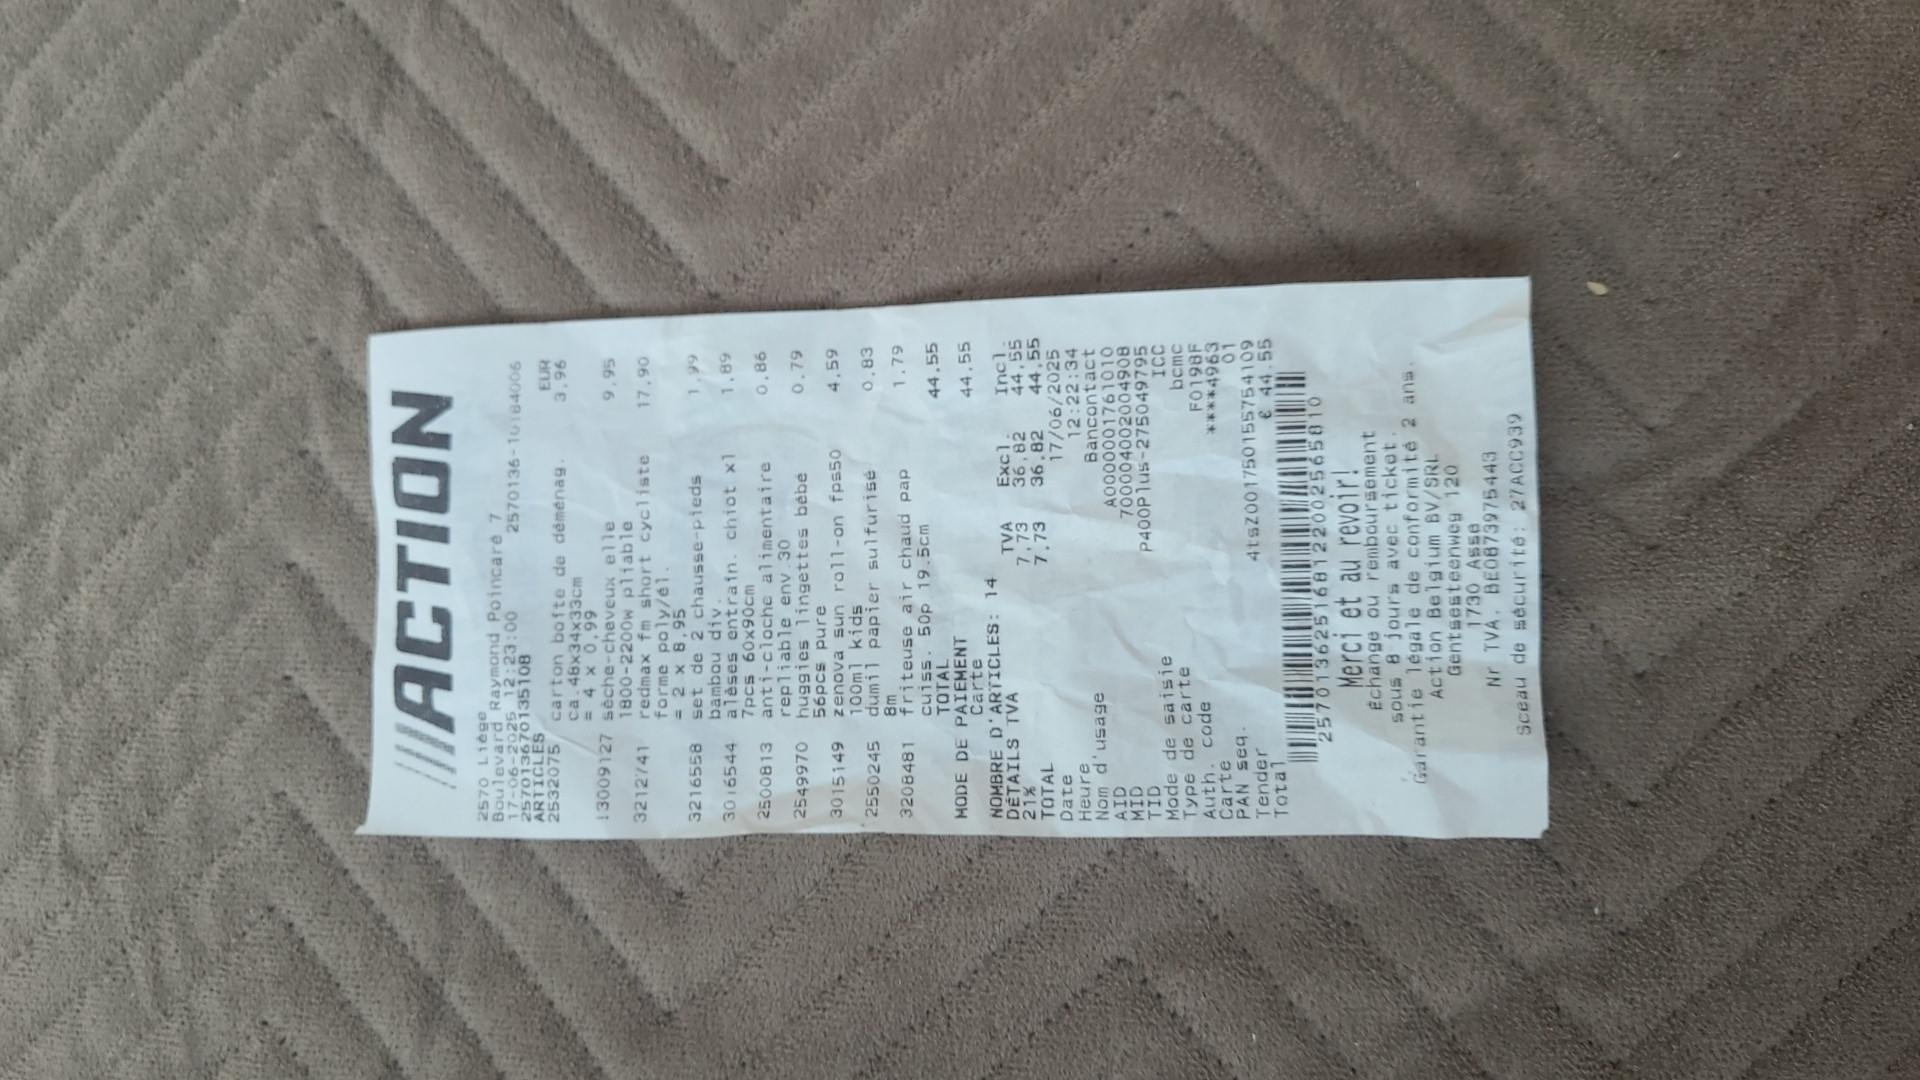 ACTION
2570 Liège
Boulevard Raymond Poincaré 7
17-06-2025 12:23:00 2570136-10184006
257013670135108
ARTICLES EUR
2532075 carton boîte de déménag. 3.96
ca.48x34x33cm
= 4 x 0,99
13009127 sèche-cheveux elle 9.95
1800-2200w pliable
3212741 redmax fm short cycliste 17.90
forme poly/él.
= 2 x 8,95
3216558 set de 2 chausse-pieds 1.99
bambou div.
3016544 alèses entraîn. chiot x1 1.89
7pcs 60x90cm
2500813 anti-cloche alimentaire 0.86
repliable env.30
2549970 huggies lingettes bébé 0.79
56pcs pure
3015149 zenova sun roll-on fps50 4.59
100ml kids
2550245 dumil papier sulfurisé 0.83
8m
3208481 friteuse air chaud pap 1.79
cuiss. 50p 19.5cm
TOTAL 44.55
MODE DE PAIEMENT
Carte 44.55
NOMBRE D'ARTICLES: 14
DÉTAILS TVA TVA Excl. Incl.
21% 7.73 36.82 44.55
TOTAL 7.73 36.82 44.55
Date 17/06/2025
Heure 12:22:34
Nom d'usage Bancontact
AID A0000001761010
MID 700004002004908
TID P400Plus-275049795
Mode de saisie ICC
Type de carte bcmc
Auth. code F0198F
Carte ****4963
PAN seq. 01
Tender 4tsZ001750155754109
Total € 44.55
2570136251681220025658 10
Merci et au revoir!
Échange ou remboursement
sous 8 jours avec ticket.
Garantie légale de conformité 2 ans.
Action Belgium BV/SRL
Gentsesteenweg 120
1730 Asse
Nr TVA. BE0873975443
Sceau de sécurité: 27ACC939